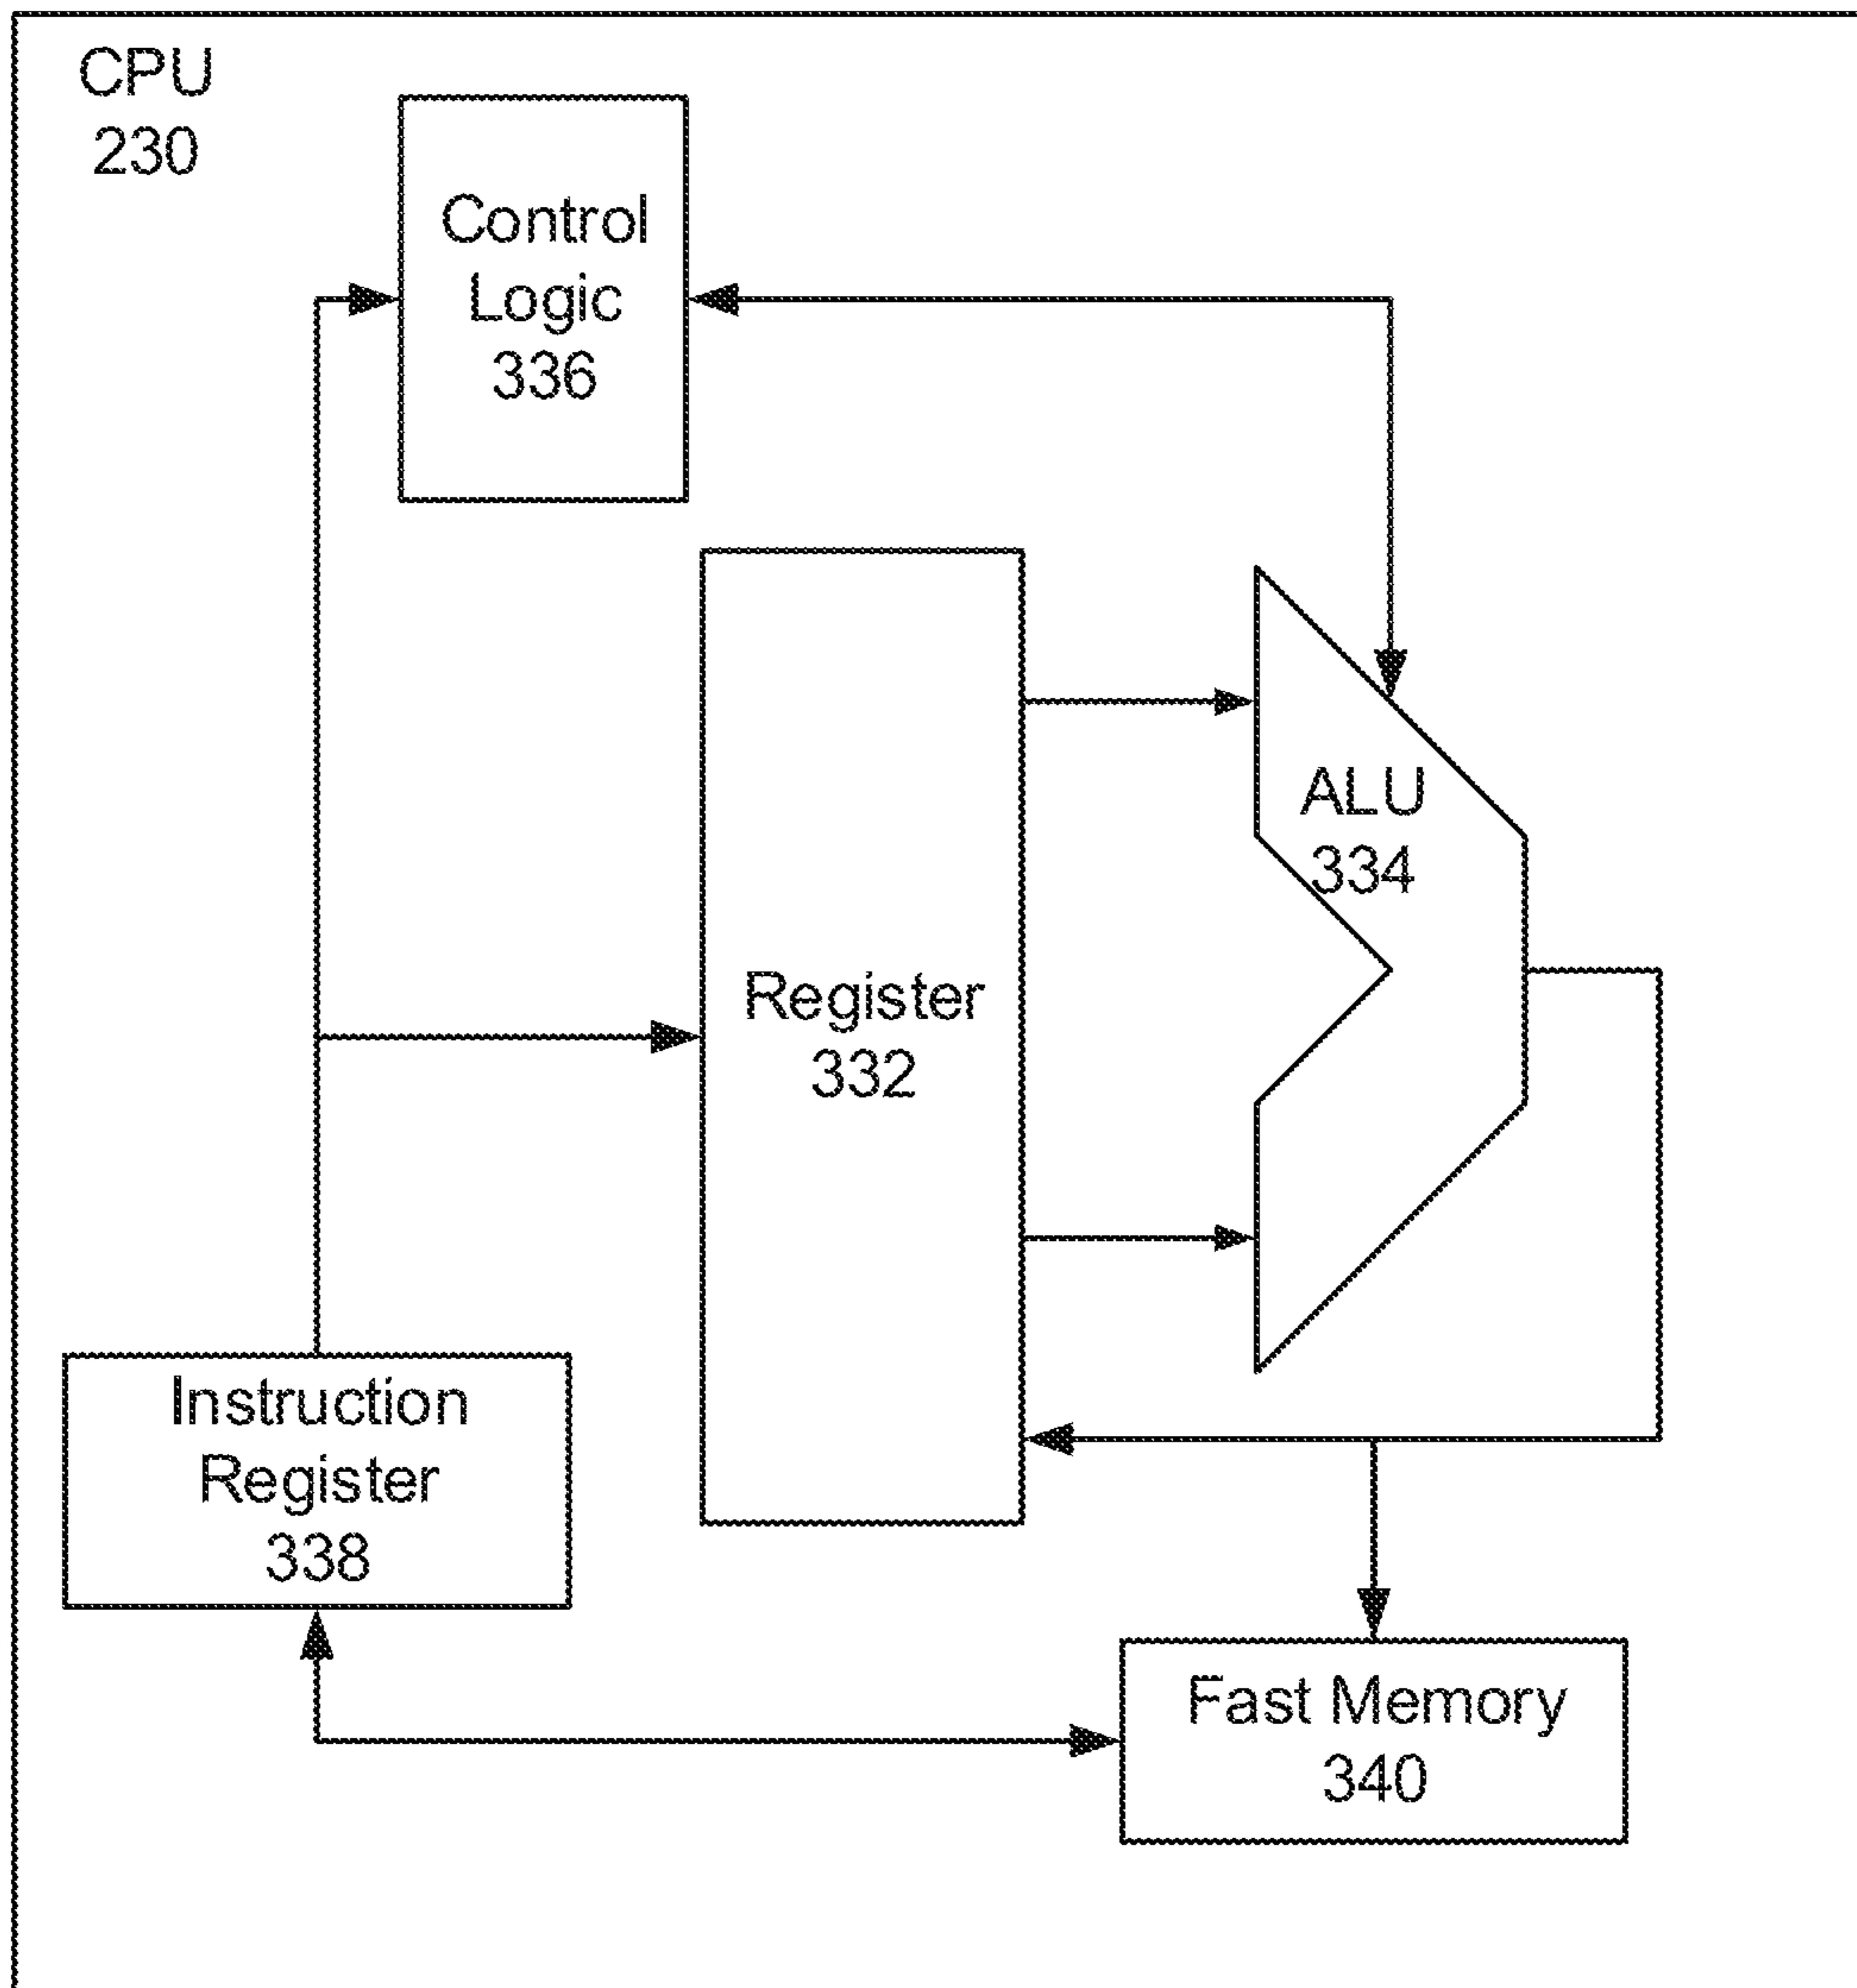 CPU
230
Control
Logic
336
ALU
334
Register
332
Instruction
Register
338
Fast Memory
340